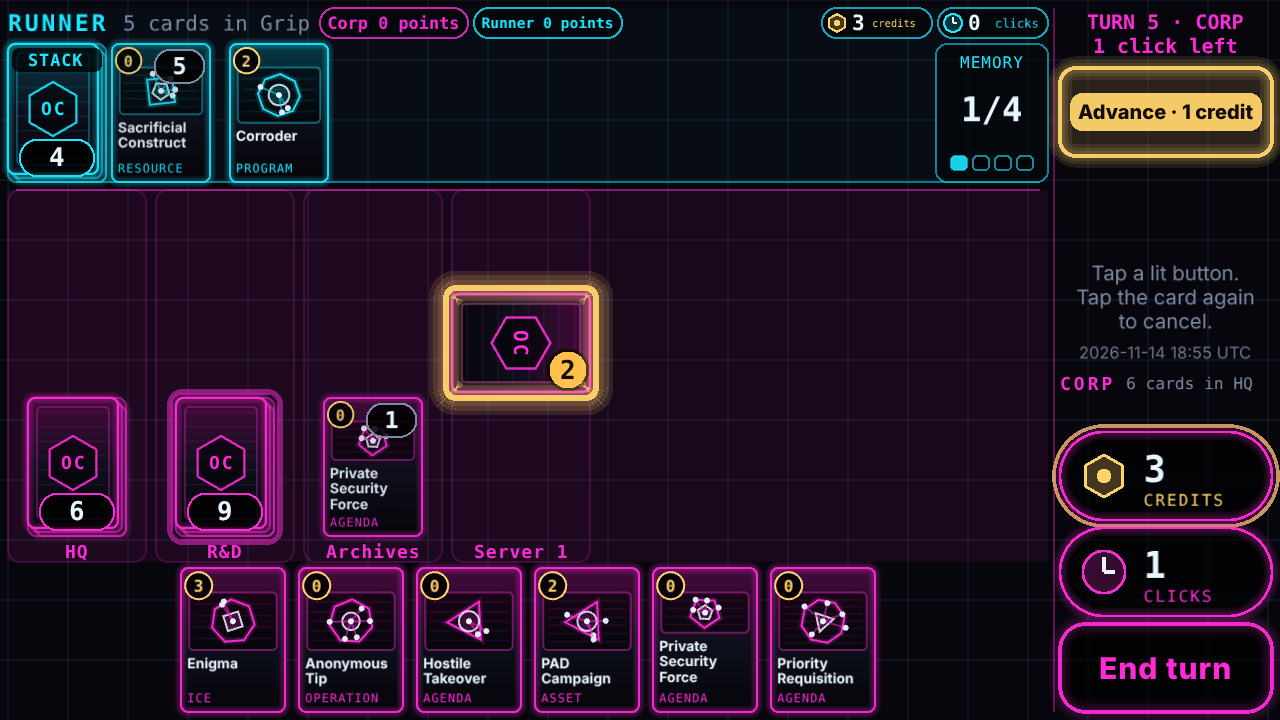 RUNNER 5 cards in Grip
Corp 0 points
Runner 0 points
3 credits
0 clicks
TURN 5 · CORP
1 click left
STACK
OC
4
0
5
Sacrificial
Construct
RESOURCE
2
Corroder
PROGRAM
MEMORY
1/4
Advance · 1 credit
OC
2
Tap a lit button.
Tap the card again
to cancel.
2026-11-14 18:55 UTC
CORP 6 cards in HQ
OC
6
HQ
OC
9
R&D
0
1
Private
Security
Force
AGENDA
Archives
Server 1
3
CREDITS
1
CLICKS
End turn
3
Enigma
ICE
0
Anonymous
Tip
OPERATION
0
Hostile
Takeover
AGENDA
2
PAD
Campaign
ASSET
0
Private
Security
Force
AGENDA
0
Priority
Requisition
AGENDA